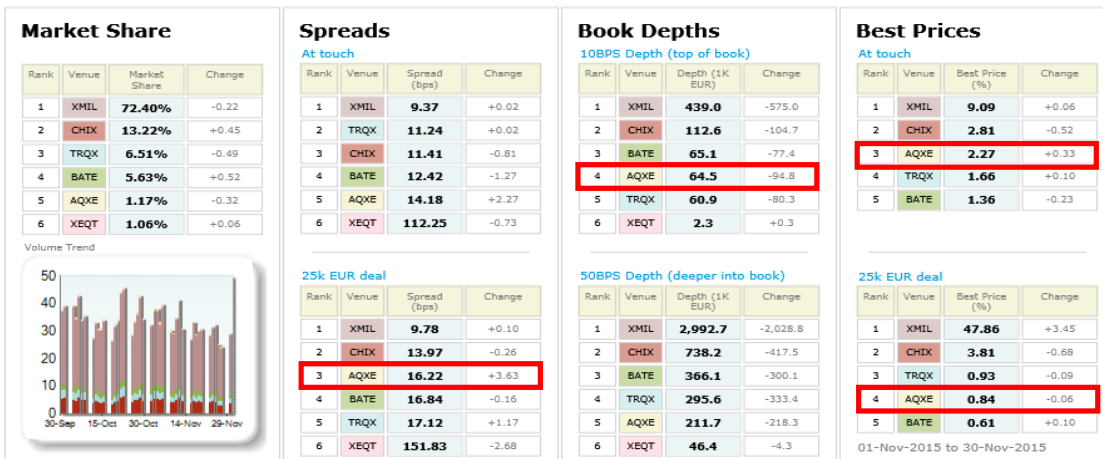 Market Share
Rank Venue Market Share Change
1 XMIL 72.40% -0.22
2 CHIX 13.22% +0.45
3 TRQX 6.51% -0.49
4 BATE 5.63% +0.52
5 AQXE 1.17% -0.32
6 XEQT 1.06% +0.06
Volume Trend
50
40
30
20
10
0
30-Sep 15-Oct 30-Oct 14-Nov 29-Nov
Spreads
At touch
Rank Venue Spread (bps) Change
1 XMIL 9.37 +0.02
2 TRQX 11.24 +0.02
3 CHIX 11.41 -0.81
4 BATE 12.42 -1.27
5 AQXE 14.18 +2.27
6 XEQT 112.25 -0.73
25k EUR deal
Rank Venue Spread (bps) Change
1 XMIL 9.78 +0.10
2 CHIX 13.97 -0.26
3 AQXE 16.22 +3.63
4 BATE 16.84 -0.16
5 TRQX 17.12 +1.17
6 XEQT 151.83 -2.68
Book Depths
10BPS Depth (top of book)
Rank Venue Depth (1K EUR) Change
1 XMIL 439.0 -575.0
2 CHIX 112.6 -104.7
3 BATE 65.1 -77.4
4 AQXE 64.5 -94.8
5 TRQX 60.9 -80.3
6 XEQT 2.3 +0.3
50BPS Depth (deeper into book)
Rank Venue Depth (1K EUR) Change
1 XMIL 2,992.7 -2,028.8
2 CHIX 738.2 -417.5
3 BATE 366.1 -300.1
4 TRQX 295.6 -333.4
5 AQXE 211.7 -218.3
6 XEQT 46.4 -4.3
Best Prices
At touch
Rank Venue Best Price (%) Change
1 XMIL 9.09 +0.06
2 CHIX 2.81 -0.52
3 AQXE 2.27 +0.33
4 TRQX 1.66 +0.10
5 BATE 1.36 -0.23
25k EUR deal
Rank Venue Best Price (%) Change
1 XMIL 47.86 +3.45
2 CHIX 3.81 -0.68
3 TRQX 0.93 -0.09
4 AQXE 0.84 -0.06
5 BATE 0.61 +0.10
01-Nov-2015 to 30-Nov-2015